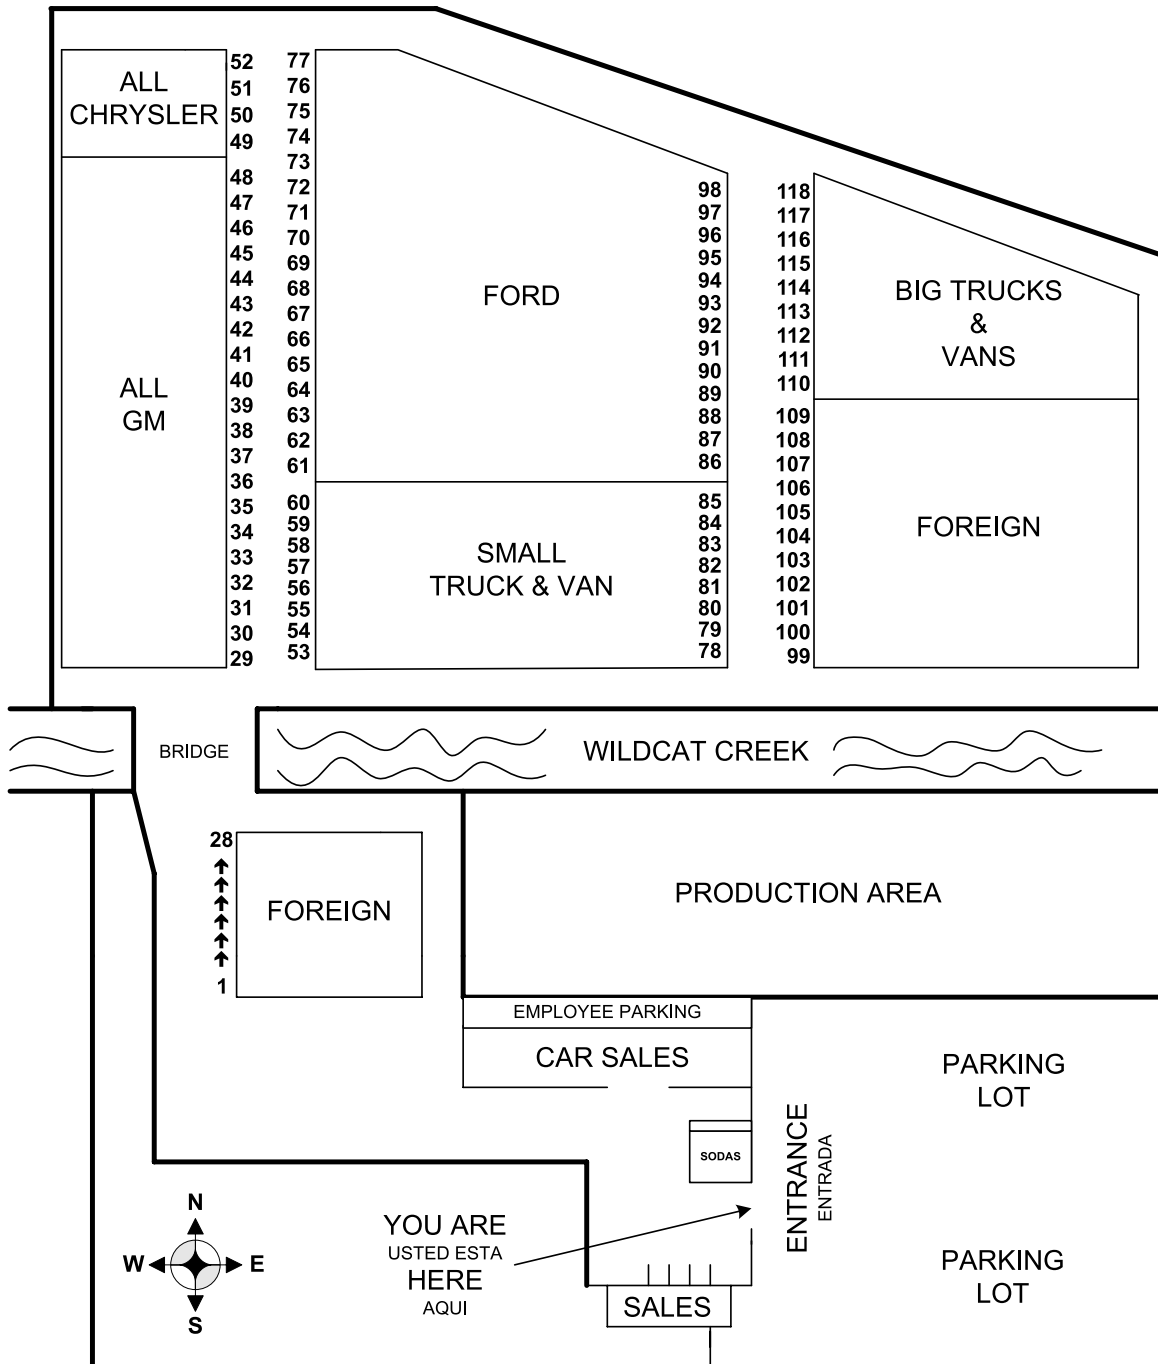 ALL
CHRYSLER
52
51
50
49
ALL
GM
48
47
46
45
44
43
42
41
40
39
38
37
36
35
34
33
32
31
30
29
77
76
75
74
73
72
71
70
69
68
67
66
65
64
63
62
61
FORD
98
97
96
95
94
93
92
91
90
89
88
87
86
60
59
58
57
56
55
54
53
SMALL
TRUCK & VAN
85
84
83
82
81
80
79
78
118
117
116
115
114
113
112
111
110
BIG TRUCKS
&
VANS
109
108
107
106
105
104
103
102
101
100
99
FOREIGN
BRIDGE
WILDCAT CREEK
28
1
FOREIGN
PRODUCTION AREA
EMPLOYEE PARKING
CAR SALES
PARKING
LOT
SODAS
ENTRANCE
ENTRADA
N
W
E
S
YOU ARE
USTED ESTA
HERE
AQUI
SALES
PARKING
LOT